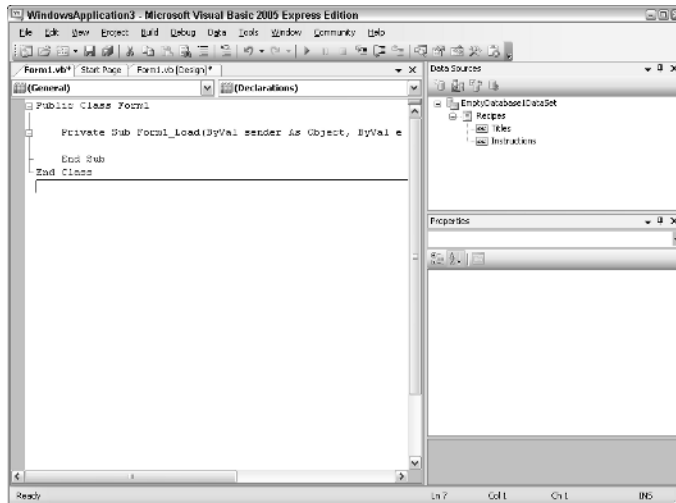 WindowsApplication3 - Microsoft Visual Basic 2005 Express Edition
File Edit View Project Build Debug Data Tools Window Community Help
Form1.vb* Start Page Form1.vb [Design]*
(General) (Declarations)
Public Class Form1
Private Sub Form1_Load(ByVal sender As Object, ByVal e
End Sub
End Class
Data Sources
EmptyDatabase1DataSet
Recipes
Titles
Instructions
Properties
Ready Ln 7 Col 1 Ch 1 INS